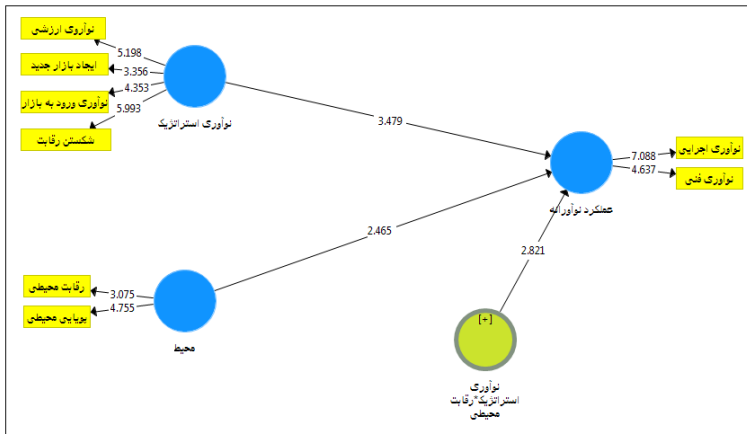 نوآروی ارزشی
5.198
ایجاد بازار جدید
3.356
4.353
نوآوری ورود به بازار
5.993
شکستن رقابت
نوآوری استراتژیک
3.479
7.088
نوآوری اجرایی
4.637
نوآوری فنی
عملکرد نوآورانه
2.465
2.821
رقابت محیطی
3.075
4.755
پویایی محیطی
محیط
[+]
نوآوری
استراتژیک*رقابت
محیطی